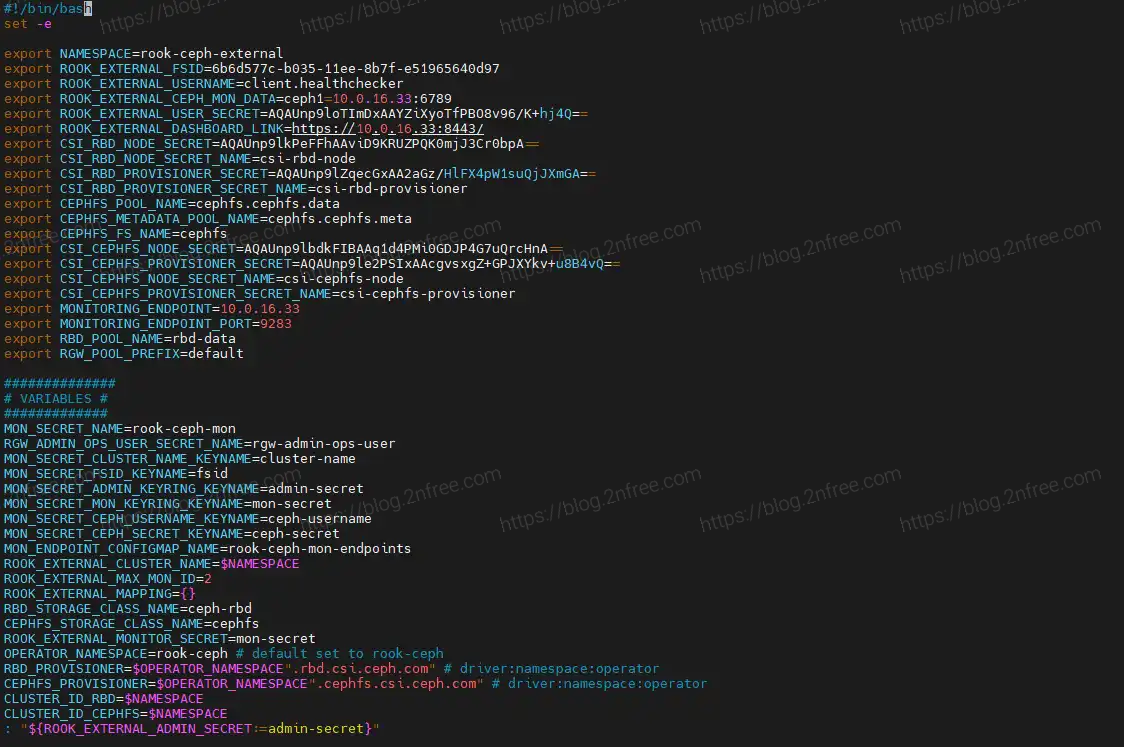 #!/bin/bash
set -e
export NAMESPACE=rook-ceph-external
export ROOK_EXTERNAL_FSID=6b6d577c-b035-11ee-8b7f-e51965640d97
export ROOK_EXTERNAL_USERNAME=client.healthchecker
export ROOK_EXTERNAL_CEPH_MON_DATA=ceph1=10.0.16.33:6789
export ROOK_EXTERNAL_USER_SECRET=AQAUnp9loTImDxAAYZiXyoTfPBO8v96/K+hj4Q==
export ROOK_EXTERNAL_DASHBOARD_LINK=https://10.0.16.33:8443/
export CSI_RBD_NODE_SECRET=AQAUnp9lkPeFFhAAviD9KRUZPQK0mjJ3Cr0bpA==
export CSI_RBD_NODE_SECRET_NAME=csi-rbd-node
export CSI_RBD_PROVISIONER_SECRET=AQAUnp9lZqecGxAA2aGz/HlFX4pW1suQjJXmGA==
export CSI_RBD_PROVISIONER_SECRET_NAME=csi-rbd-provisioner
export CEPHFS_POOL_NAME=cephfs.cephfs.data
export CEPHFS_METADATA_POOL_NAME=cephfs.cephfs.meta
export CEPHFS_FS_NAME=cephfs
export CSI_CEPHFS_NODE_SECRET=AQAUnp9lbdkFIBAAq1d4PMi0GDJP4G7uQrcHnA==
export CSI_CEPHFS_PROVISIONER_SECRET=AQAUnp9le2PSIxAAcgvsxgZ+GPJXYkv+u8B4vQ==
export CSI_CEPHFS_NODE_SECRET_NAME=csi-cephfs-node
export CSI_CEPHFS_PROVISIONER_SECRET_NAME=csi-cephfs-provisioner
export MONITORING_ENDPOINT=10.0.16.33
export MONITORING_ENDPOINT_PORT=9283
export RBD_POOL_NAME=rbd-data
export RGW_POOL_PREFIX=default
##############
# VARIABLES #
#############
MON_SECRET_NAME=rook-ceph-mon
RGW_ADMIN_OPS_USER_SECRET_NAME=rgw-admin-ops-user
MON_SECRET_CLUSTER_NAME_KEYNAME=cluster-name
MON_SECRET_FSID_KEYNAME=fsid
MON_SECRET_ADMIN_KEYRING_KEYNAME=admin-secret
MON_SECRET_MON_KEYRING_KEYNAME=mon-secret
MON_SECRET_CEPH_USERNAME_KEYNAME=ceph-username
MON_SECRET_CEPH_SECRET_KEYNAME=ceph-secret
MON_ENDPOINT_CONFIGMAP_NAME=rook-ceph-mon-endpoints
ROOK_EXTERNAL_CLUSTER_NAME=$NAMESPACE
ROOK_EXTERNAL_MAX_MON_ID=2
ROOK_EXTERNAL_MAPPING={}
RBD_STORAGE_CLASS_NAME=ceph-rbd
CEPHFS_STORAGE_CLASS_NAME=cephfs
ROOK_EXTERNAL_MONITOR_SECRET=mon-secret
OPERATOR_NAMESPACE=rook-ceph # default set to rook-ceph
RBD_PROVISIONER=$OPERATOR_NAMESPACE".rbd.csi.ceph.com" # driver:namespace:operator
CEPHFS_PROVISIONER=$OPERATOR_NAMESPACE".cephfs.csi.ceph.com" # driver:namespace:operator
CLUSTER_ID_RBD=$NAMESPACE
CLUSTER_ID_CEPHFS=$NAMESPACE
: "${ROOK_EXTERNAL_ADMIN_SECRET:=admin-secret}"
https://blog.2nfree.com